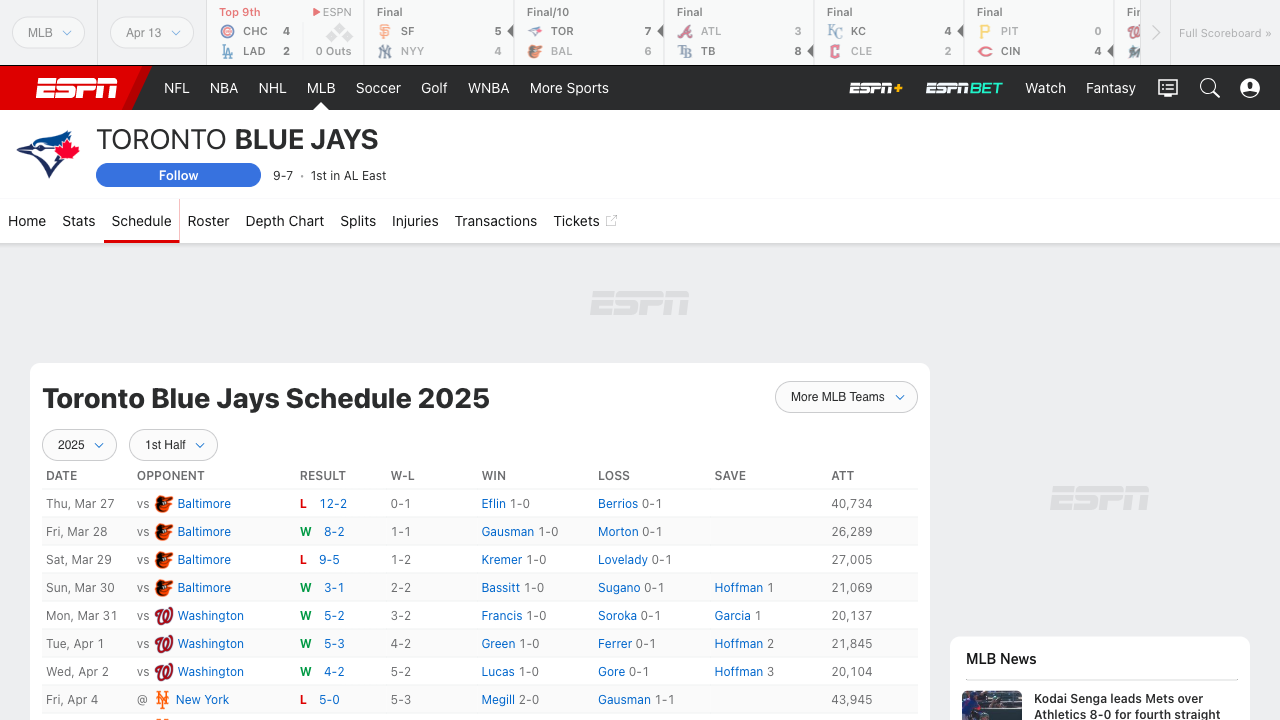 MLB
Apr 13
Top 9th ESPN
CHC 4
LAD 2 0 Outs
Final
SF 5
NYY 4
Final/10
TOR 7
BAL 6
Final
ATL 3
TB 8
Final
KC 4
CLE 2
Final
PIT 0
CIN 4
Full Scoreboard »
ESPN NFL NBA NHL MLB Soccer Golf WNBA More Sports ESPN+ ESPN BET Watch Fantasy
TORONTO BLUE JAYS
Follow 9-7 • 1st in AL East
Home Stats Schedule Roster Depth Chart Splits Injuries Transactions Tickets
ESPN
Toronto Blue Jays Schedule 2025 More MLB Teams
2025 1st Half
DATE OPPONENT RESULT W-L WIN LOSS SAVE ATT
Thu, Mar 27 vs Baltimore L 12-2 0-1 Eflin 1-0 Berrios 0-1 40,734
Fri, Mar 28 vs Baltimore W 8-2 1-1 Gausman 1-0 Morton 0-1 26,289
Sat, Mar 29 vs Baltimore L 9-5 1-2 Kremer 1-0 Lovelady 0-1 27,005
Sun, Mar 30 vs Baltimore W 3-1 2-2 Bassitt 1-0 Sugano 0-1 Hoffman 1 21,069
Mon, Mar 31 vs Washington W 5-2 3-2 Francis 1-0 Soroka 0-1 Garcia 1 20,137
Tue, Apr 1 vs Washington W 5-3 4-2 Green 1-0 Ferrer 0-1 Hoffman 2 21,845
Wed, Apr 2 vs Washington W 4-2 5-2 Lucas 1-0 Gore 0-1 Hoffman 3 20,104
Fri, Apr 4 @ New York L 5-0 5-3 Megill 2-0 Gausman 1-1 43,945
ESPN
MLB News
Kodai Senga leads Mets over
Athletics 8-0 for fourth straight